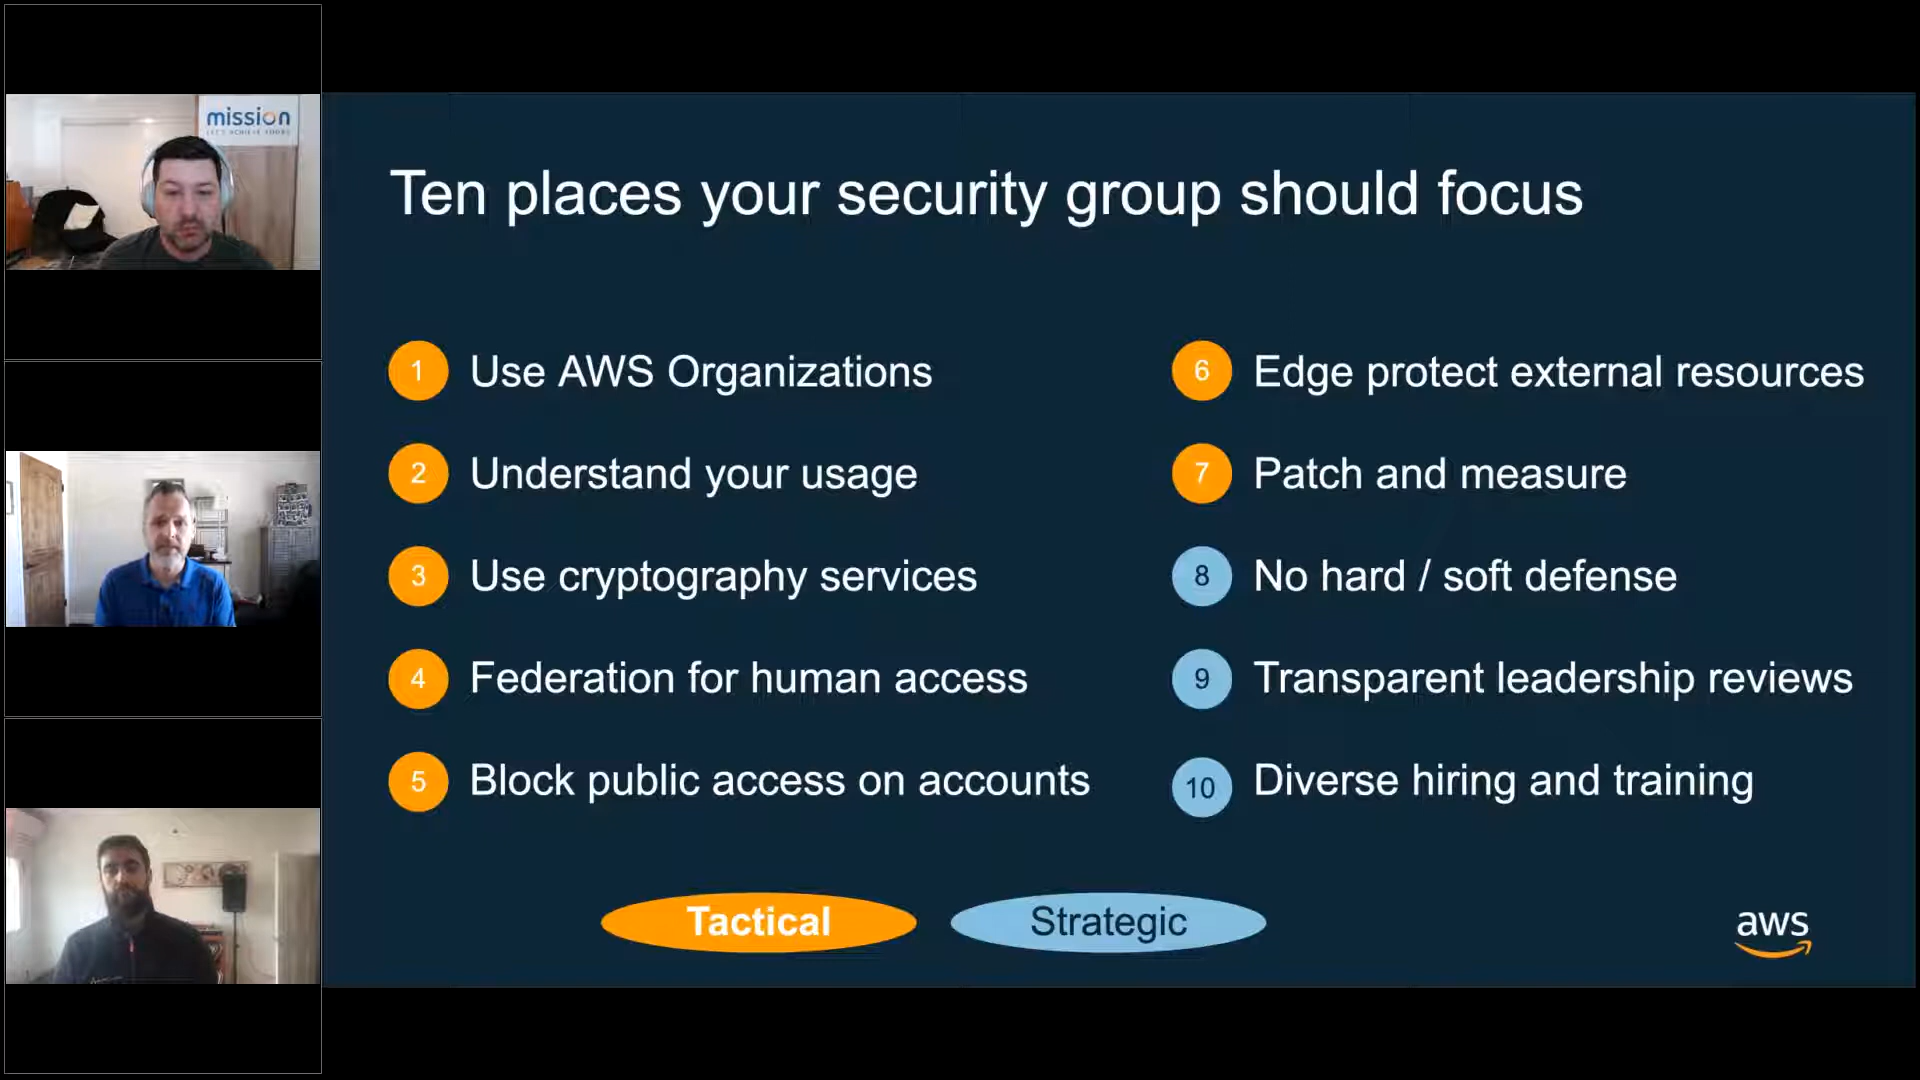 mission
LET'S ACHIEVE YOURS
Ten places your security group should focus
1 Use AWS Organizations
2 Understand your usage
3 Use cryptography services
4 Federation for human access
5 Block public access on accounts
6 Edge protect external resources
7 Patch and measure
8 No hard / soft defense
9 Transparent leadership reviews
10 Diverse hiring and training
Tactical
Strategic
aws